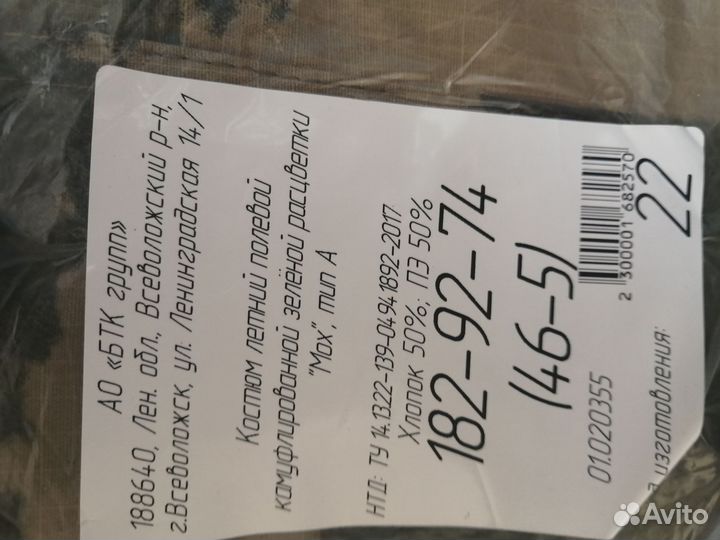 АО «БТК групп»
188640, Лен. обл., Всеволожский р-н,
г.Всеволожск, ул. Ленинградская 14/1
Костюм летний полевой
камуфлированной зелёной расцветки
"Мох", тип А
НТД: ТУ 14.13.22-139-04941892-2017
Хлопок 50%; ПЭ 50%
182-92-74
(46-5)
01.020355
2 300001 682570
22
изготовления:
Avito